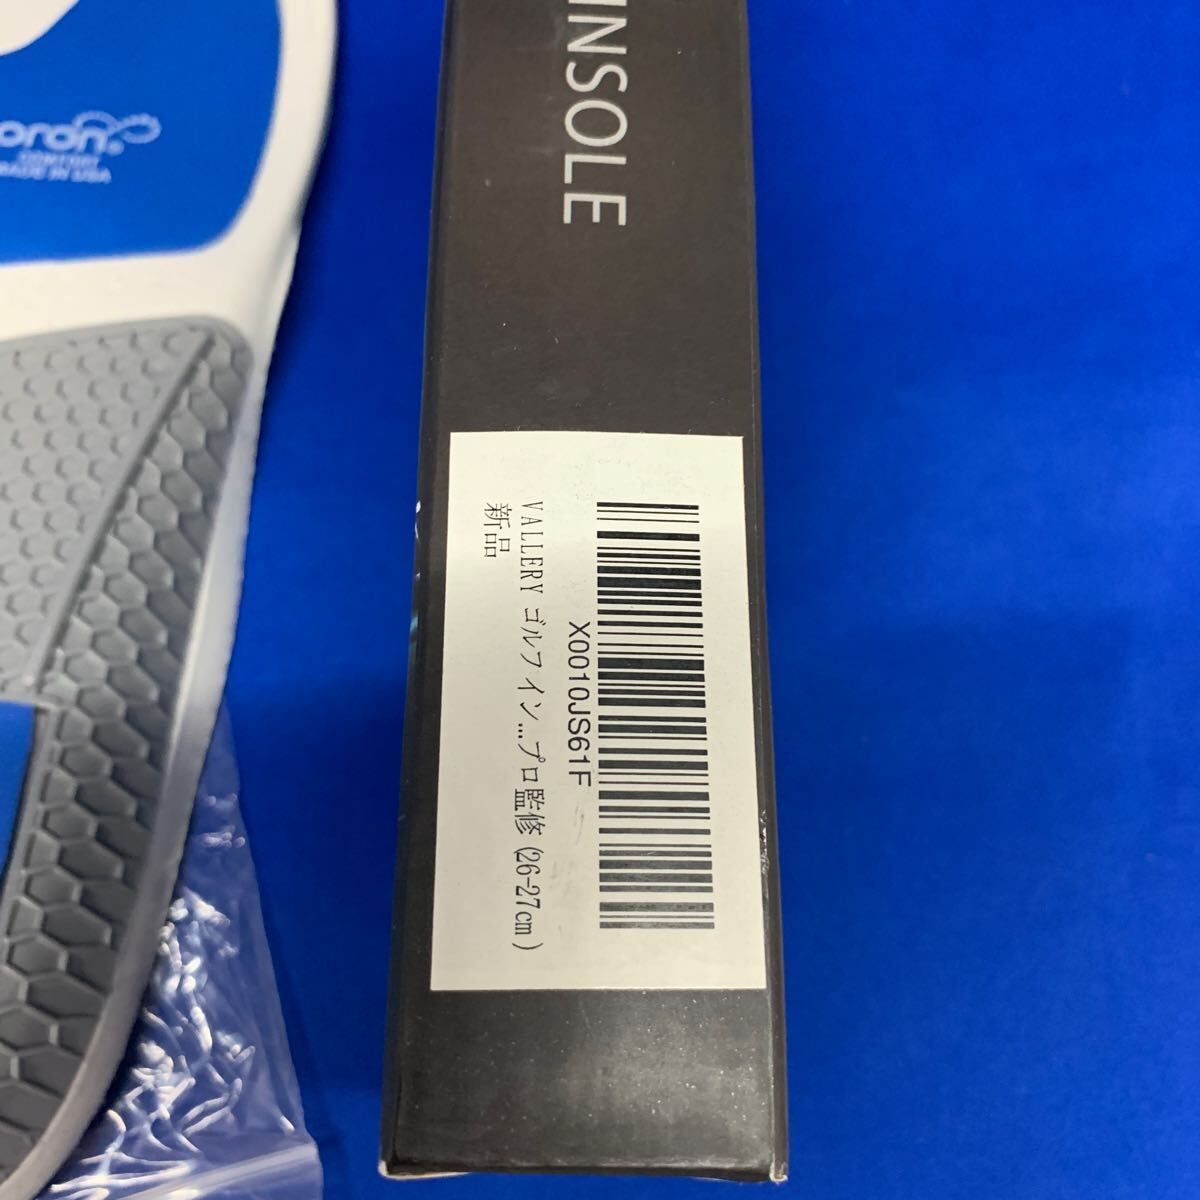 INSOLE
X0010JS61F
VALLERY ゴルフイン...プロ監修 (26-27cm)
新品
oron
MADE IN USA